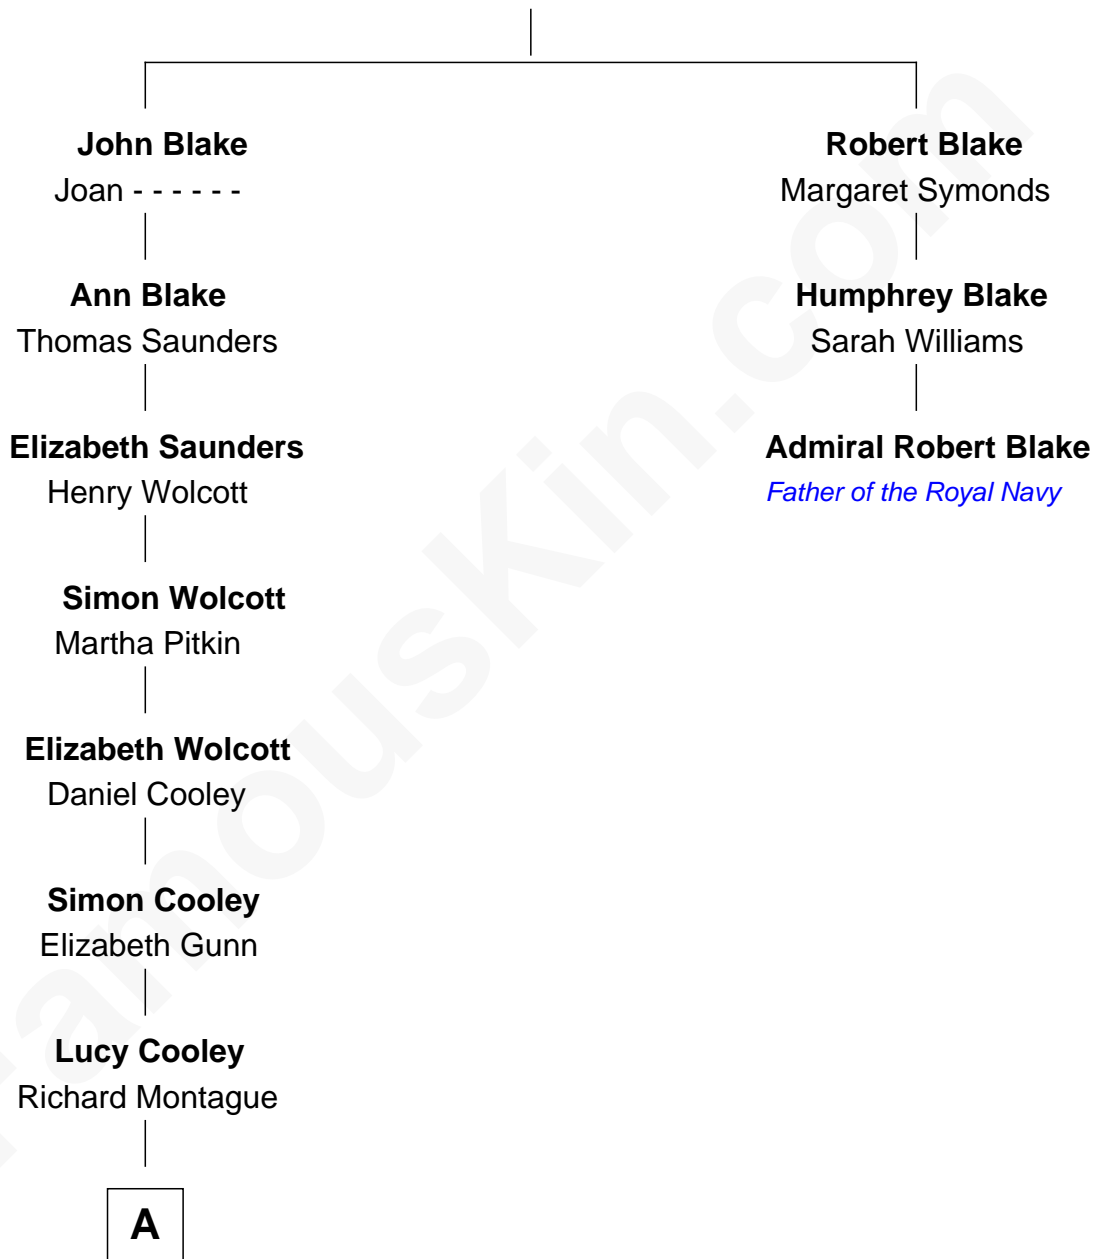 John Blake
Joan - - - - - -
Robert Blake
Margaret Symonds
Ann Blake
Thomas Saunders
Humphrey Blake
Sarah Williams
Elizabeth Saunders
Henry Wolcott
Admiral Robert Blake
Father of the Royal Navy
Simon Wolcott
Martha Pitkin
Elizabeth Wolcott
Daniel Cooley
Simon Cooley
Elizabeth Gunn
Lucy Cooley
Richard Montague
A
FamousKin.com